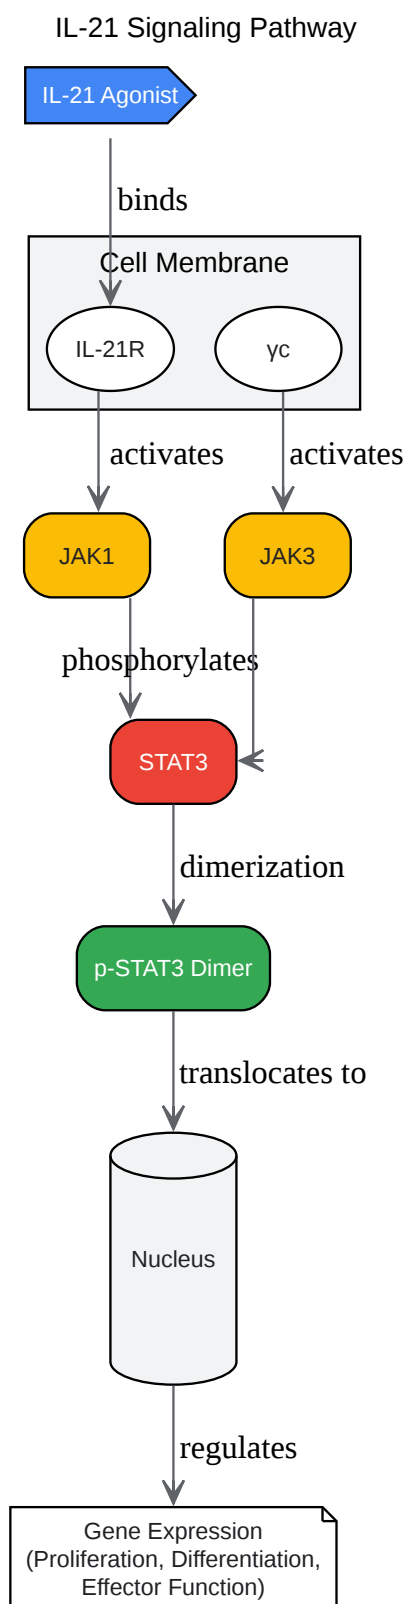 IL-21 Signaling Pathway
IL-21 Agonist
binds
Cell Membrane
IL-21R
γc
activates
activates
JAK1
JAK3
phosphorylates
STAT3
dimerization
p-STAT3 Dimer
translocates to
Nucleus
regulates
Gene Expression
(Proliferation, Differentiation,
Effector Function)